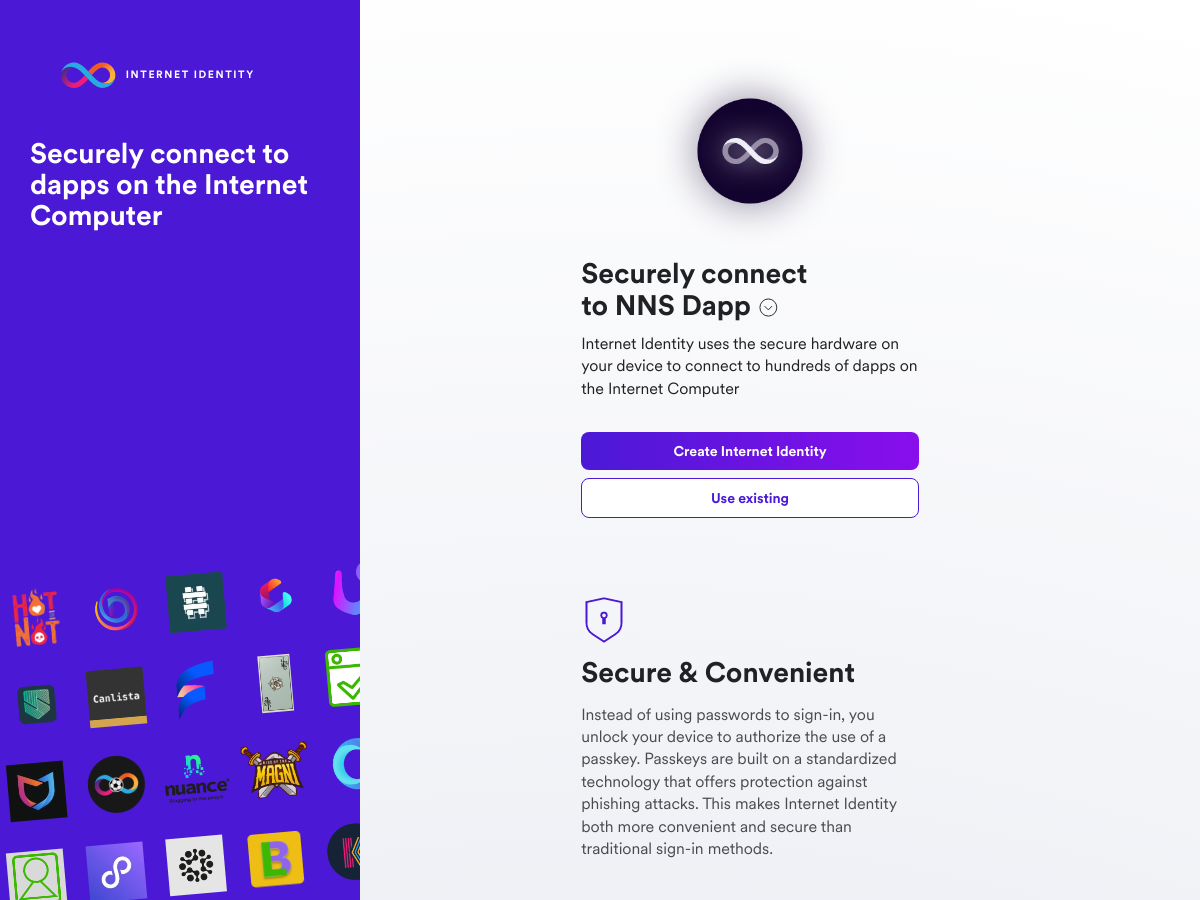 INTERNET IDENTITY
Securely connect to
dapps on the Internet
Computer
HOT
NOT
Canlista
nuance
MAGNI
B
Securely connect
to NNS Dapp
Internet Identity uses the secure hardware on
your device to connect to hundreds of dapps on
the Internet Computer
Create Internet Identity
Use existing
Secure & Convenient
Instead of using passwords to sign-in, you
unlock your device to authorize the use of a
passkey. Passkeys are built on a standardized
technology that offers protection against
phishing attacks. This makes Internet Identity
both more convenient and secure than
traditional sign-in methods.